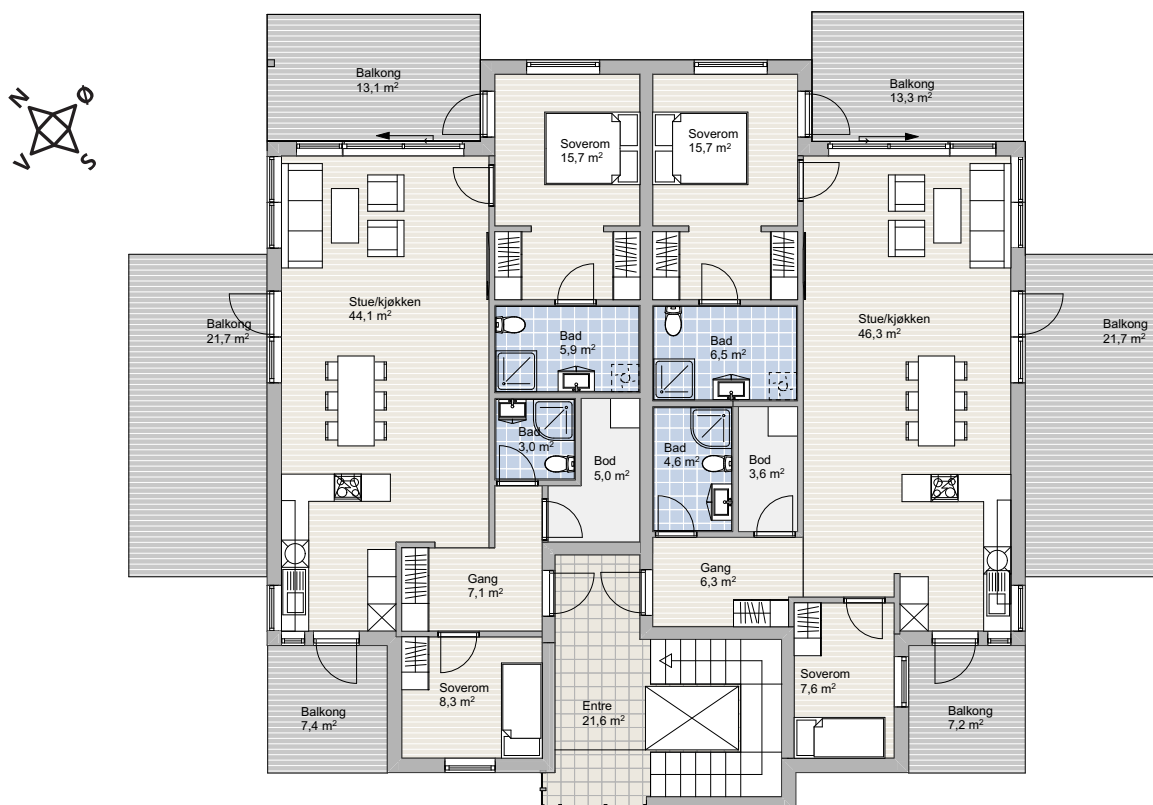 Balkong
13,1 m²
Balkong
13,3 m²
N
Ø
V
S
Soverom
15,7 m²
Soverom
15,7 m²
Stue/kjøkken
44,1 m²
Balkong
21,7 m²
Stue/kjøkken
46,3 m²
Balkong
21,7 m²
Bad
5,9 m²
Bad
6,5 m²
Bad
3,0 m²
Bod
5,0 m²
Bad
4,6 m²
Bod
3,6 m²
Gang
7,1 m²
Gang
6,3 m²
Soverom
8,3 m²
Soverom
7,6 m²
Balkong
7,4 m²
Entre
21,6 m²
Balkong
7,2 m²